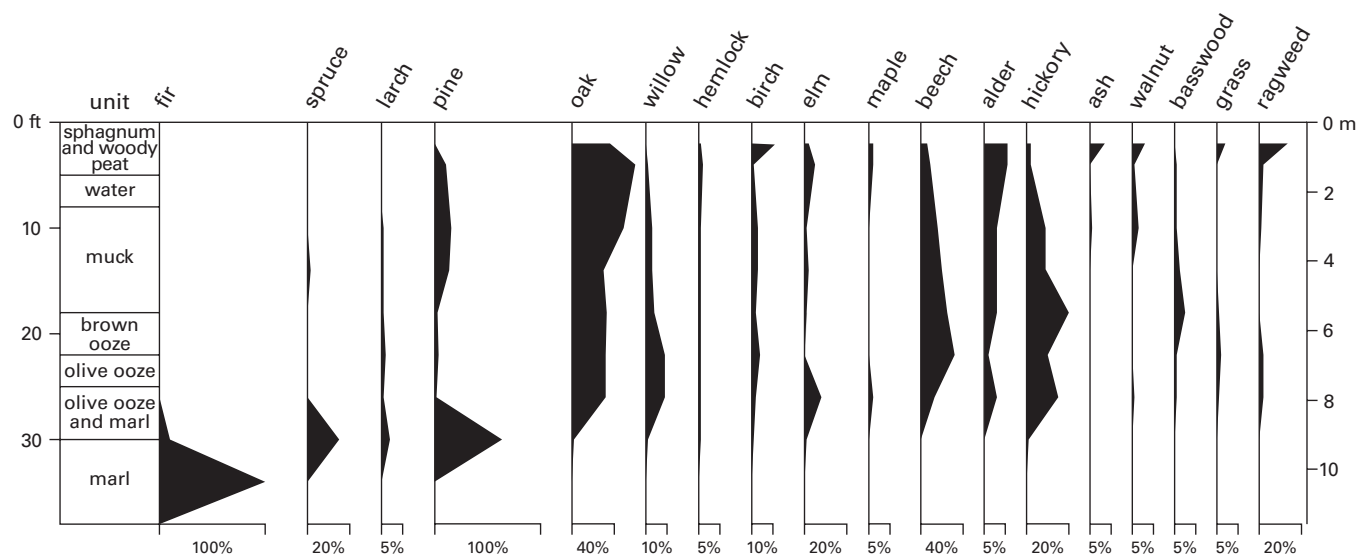 unit fir spruce larch pine oak willow hemlock birch elm maple beech alder hickory ash walnut basswood grass ragweed
0 ft 0 m
sphagnum
and woody
peat
water
2
10
muck
4
brown
ooze
20 6
olive ooze
olive ooze
and marl
8
30
marl
10
100% 20% 5% 100% 40% 10% 5% 10% 20% 5% 40% 5% 20% 5% 5% 5% 5% 20%